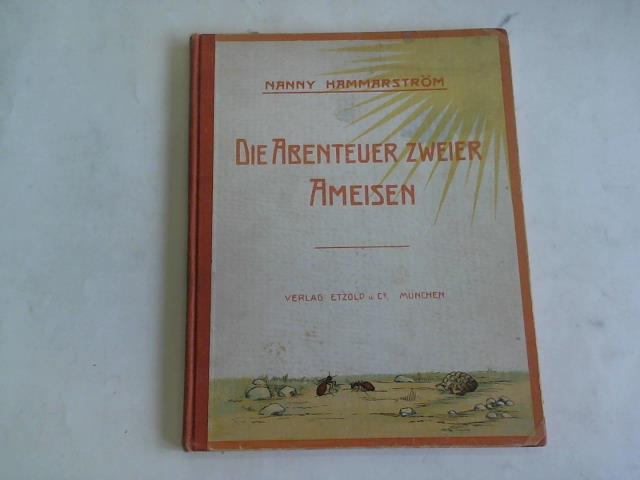 NANNY HAMMARSTRÖM
DIE ABENTEUER ZWEIER
AMEISEN
VERLAG ETZOLD u Co. MÜNCHEN